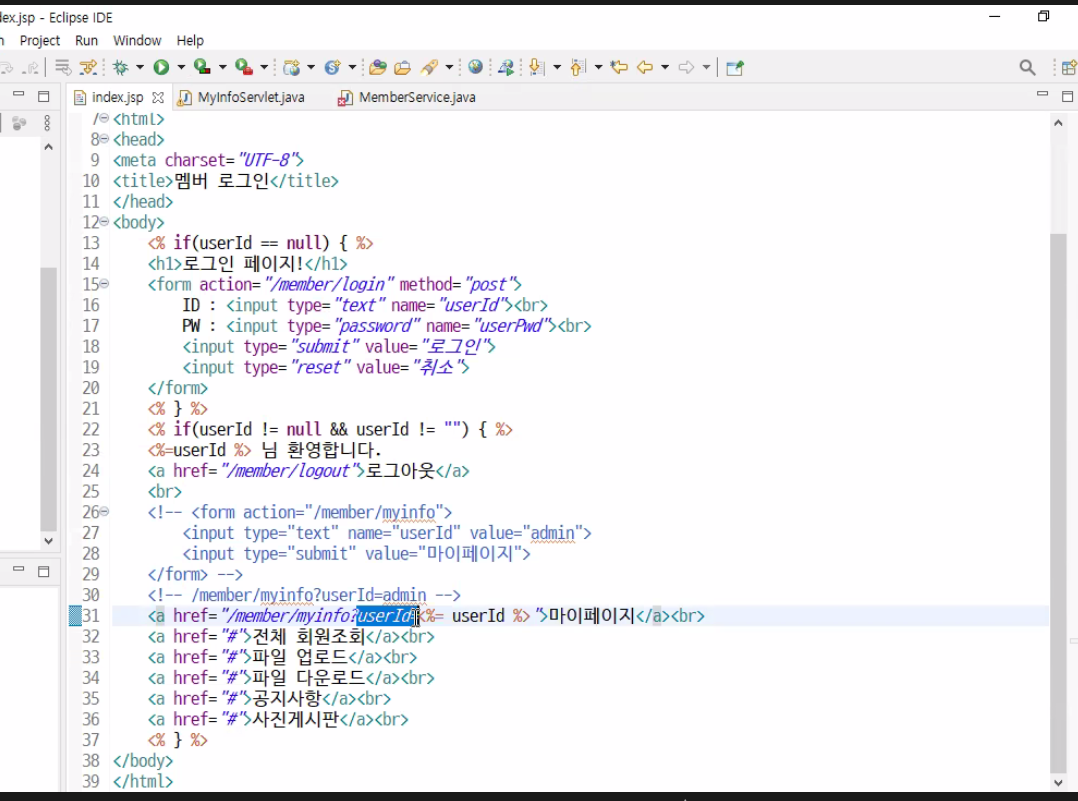 dex.jsp - Eclipse IDE
n Project Run Window Help
index.jsp MyInfoServlet.java MemberService.java
7 <html>
8 <head>
9 <meta charset="UTF-8">
10 <title>멤버 로그인</title>
11 </head>
12 <body>
13 <% if(userId == null) { %>
14 <h1>로그인 페이지!</h1>
15 <form action="/member/login" method="post">
16 ID : <input type="text" name="userId"><br>
17 PW : <input type="password" name="userPwd"><br>
18 <input type="submit" value="로그인">
19 <input type="reset" value="취소">
20 </form>
21 <% } %>
22 <% if(userId != null && userId != "") { %>
23 <%=userId %> 님 환영합니다.
24 <a href="/member/logout">로그아웃</a>
25 <br>
26 <!-- <form action="/member/myinfo">
27 <input type="text" name="userId" value="admin">
28 <input type="submit" value="마이페이지">
29 </form> -->
30 <!-- /member/myinfo?userId=admin -->
31 <a href="/member/myinfo?userId=<%= userId %> ">마이페이지</a><br>
32 <a href="#">전체 회원조회</a><br>
33 <a href="#">파일 업로드</a><br>
34 <a href="#">파일 다운로드</a><br>
35 <a href="#">공지사항</a><br>
36 <a href="#">사진게시판</a><br>
37 <% } %>
38 </body>
39 </html>